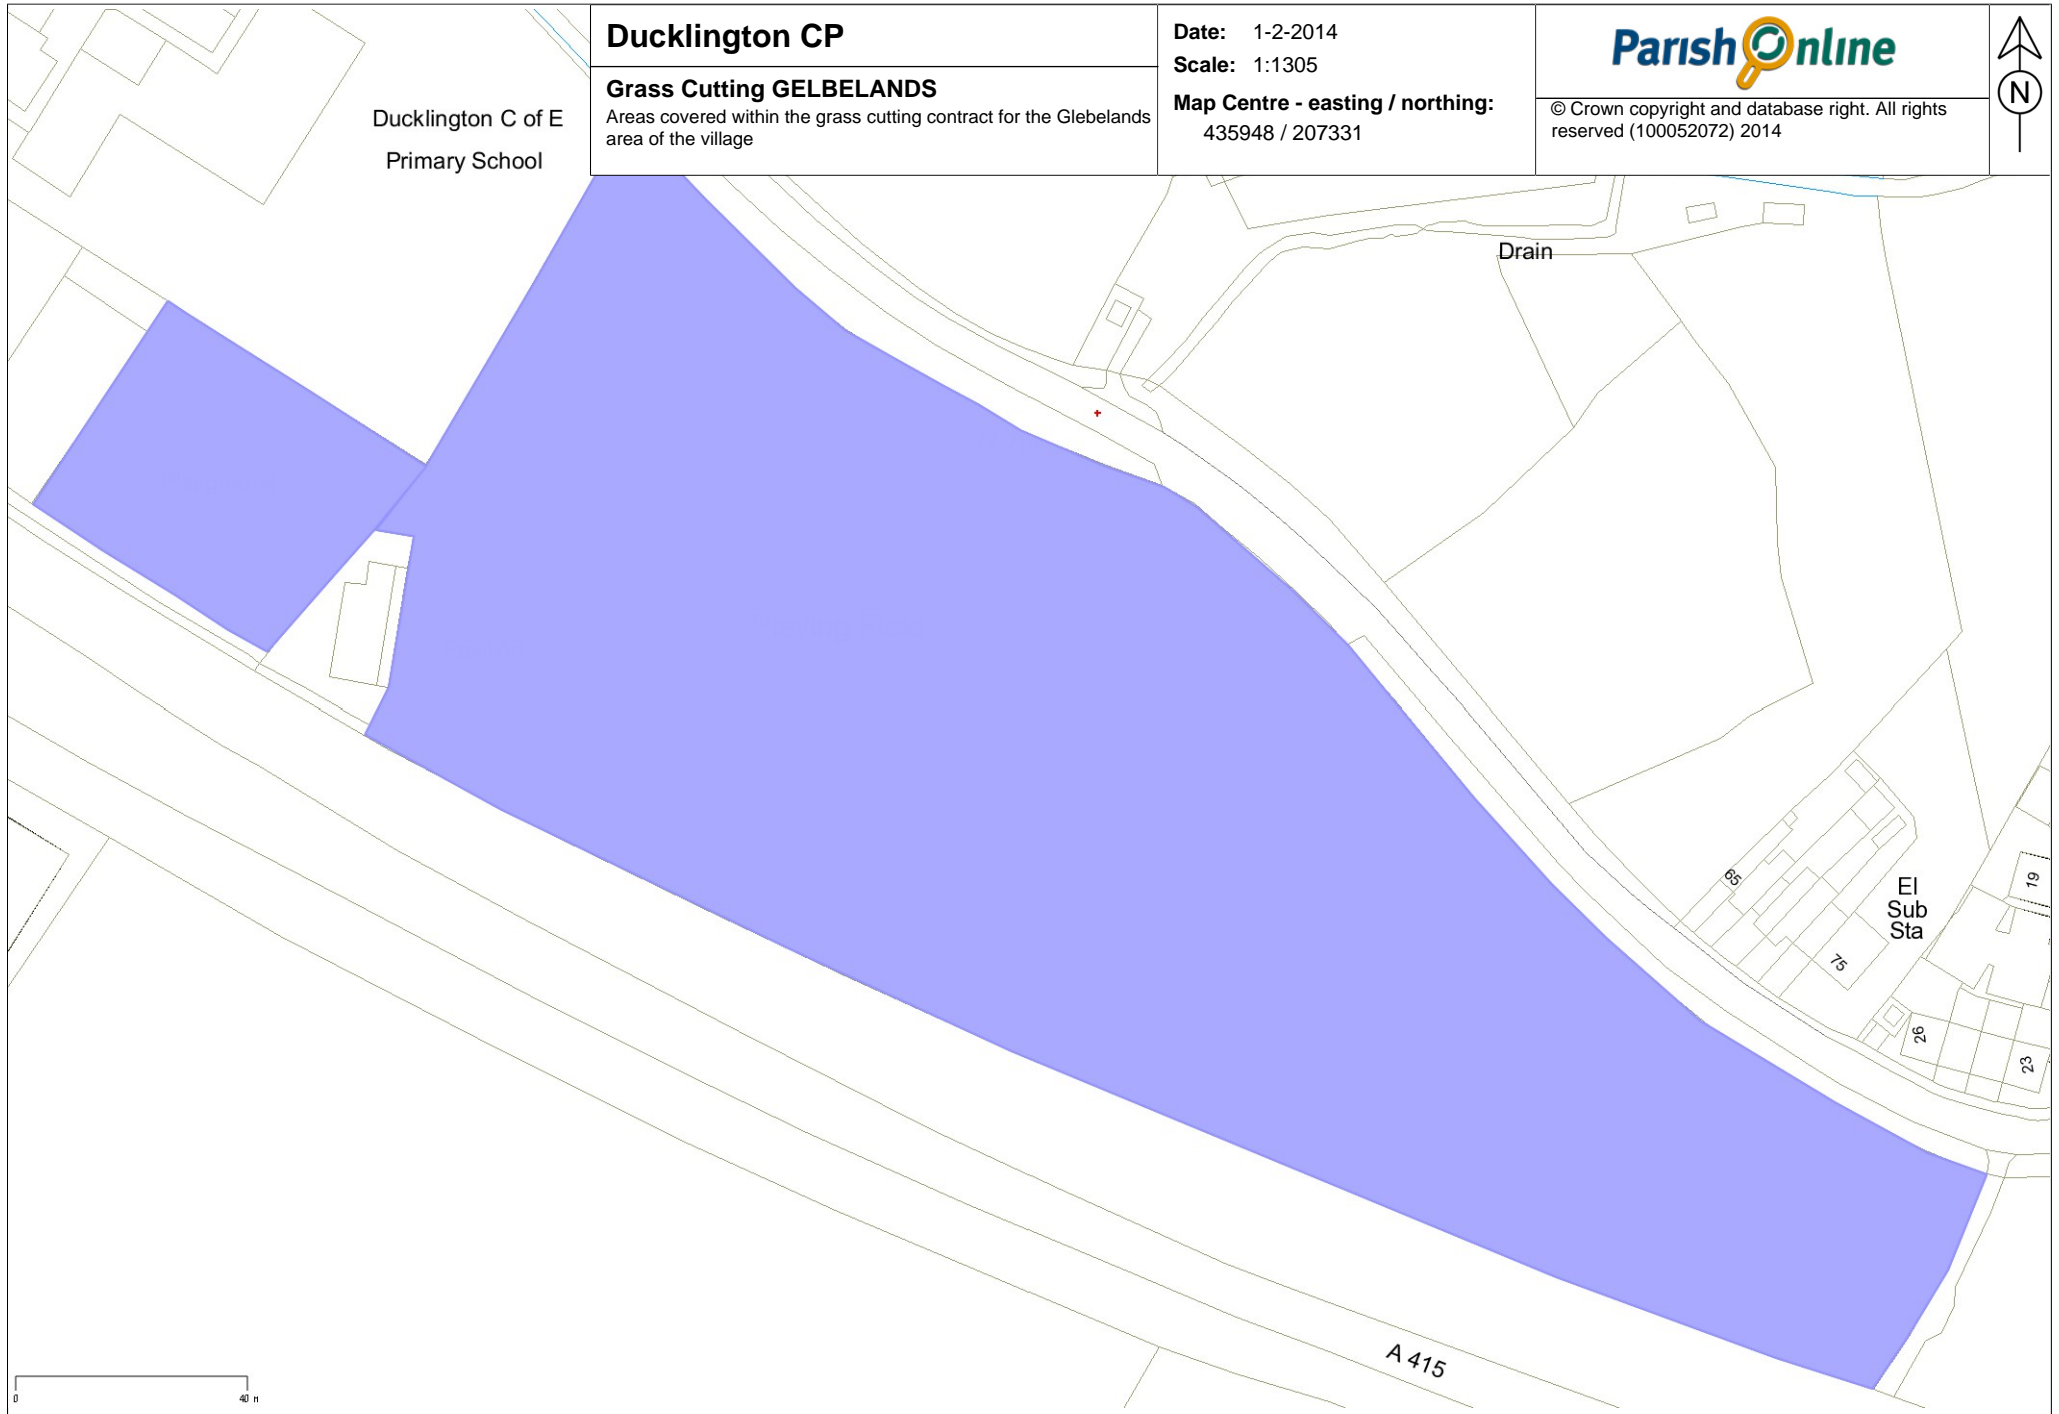 Ducklington CP
Grass Cutting GELBELANDS
Areas covered within the grass cutting contract for the Glebelands
area of the village
Date: 1-2-2014
Scale: 1:1305
Map Centre - easting / northing:
435948 / 207331
Parish Online
© Crown copyright and database right. All rights
reserved (100052072) 2014
N
Ducklington C of E
Primary School
Drain
65
75
El
Sub
Sta
19
26
23
A 415
0
40 M